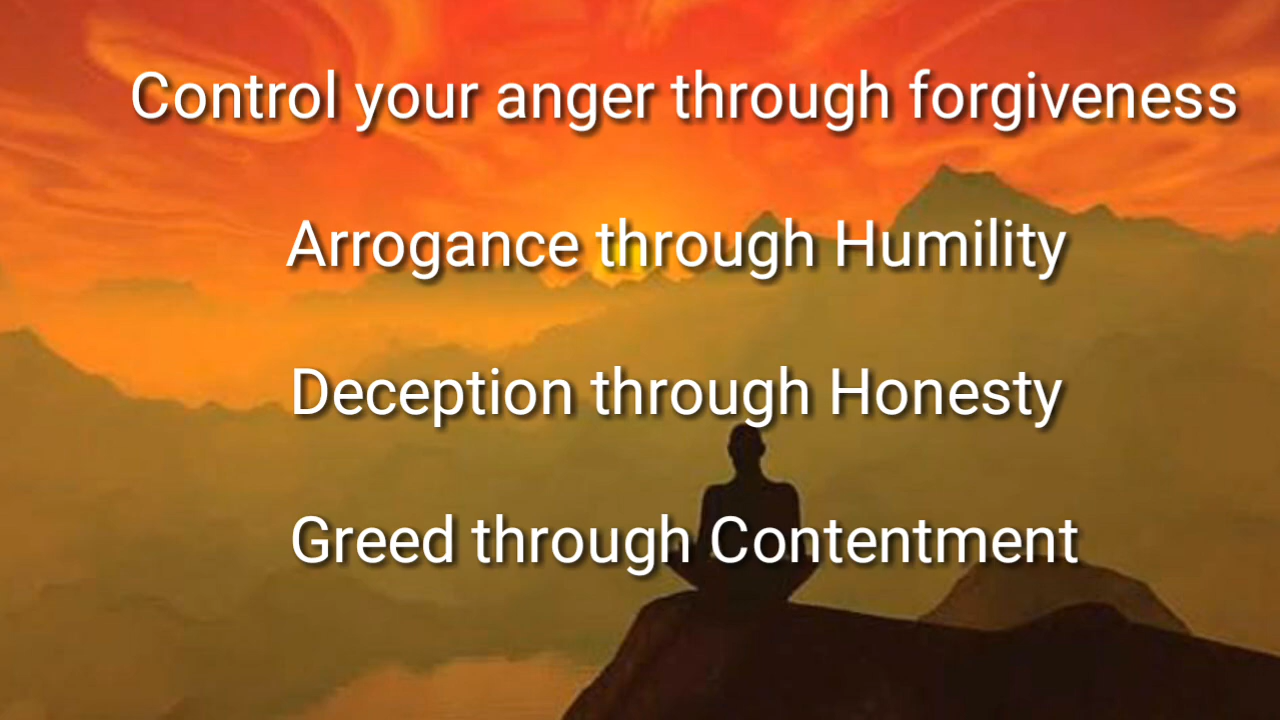 Control your anger through forgiveness
Arrogance through Humility
Deception through Honesty
Greed through Contentment